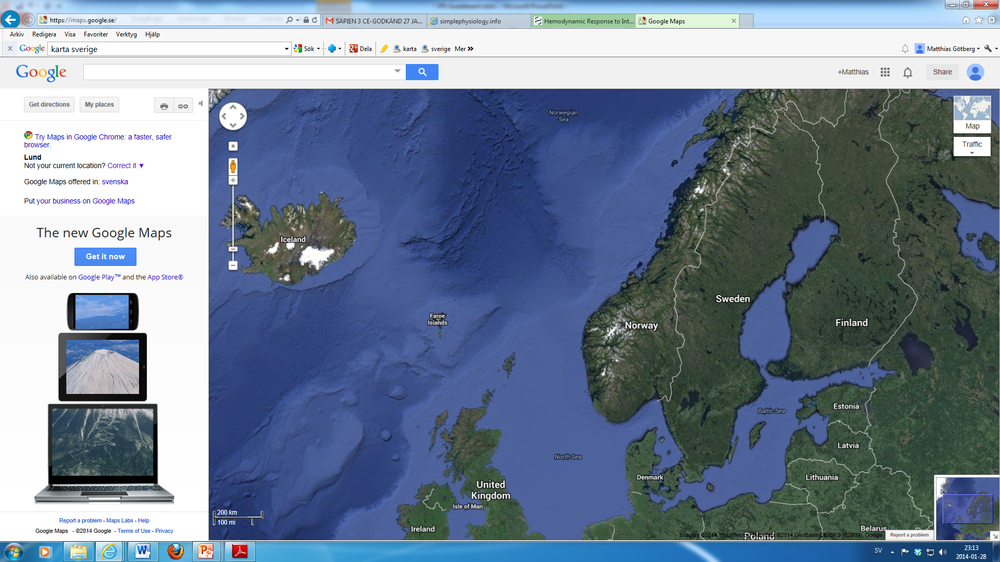 https://maps.google.se/
SAPIEN 3 CE-GODKÄND 27 JA...
simplephysiology.info
Hemodynamic Response to Int...
Google Maps
Arkiv Redigera Visa Favoriter Verktyg Hjälp
Google karta sverige Sök Dela karta sverige Mer »
Matthias Götberg
Google
+Matthias
Share
Get directions
My places
Try Maps in Google Chrome: a faster, safer
browser.
Lund
Not your current location? Correct it ▼
Google Maps offered in: svenska
Put your business on Google Maps
The new Google Maps
Get it now
Also available on Google Play™ and the App Store®
Report a problem - Maps Labs - Help
Google Maps - ©2014 Google - Terms of Use - Privacy
Norwegian
Sea
Map
Traffic
Iceland
Sweden
Faroe
Islands
Finland
Norway
Estonia
Baltic Sea
Latvia
North Sea
Denmark
Lithuania
United
Kingdom
Isle of Man
200 km
100 mi
Ireland
Belarus
Poland
Imagery ©2014 TerraMetrics, Map data ©2014 GeoBasis-DE/BKG (©2009), Google -
Report a problem
SV
23:13
2014-01-28